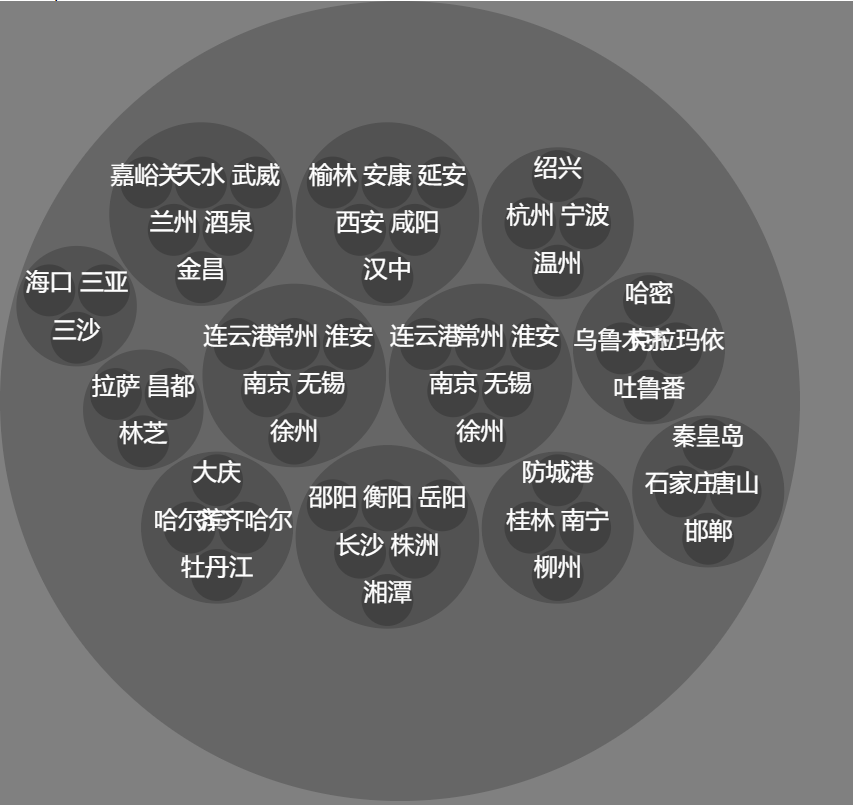 嘉峪关 天水 武威
兰州 酒泉
金昌
榆林 安康 延安
西安 咸阳
汉中
绍兴
杭州 宁波
温州
海口 三亚
三沙
哈密
乌鲁木齐 克拉玛依
吐鲁番
连云港 常州 淮安
南京 无锡
徐州
连云港 常州 淮安
南京 无锡
徐州
拉萨 昌都
林芝
秦皇岛
石家庄 唐山
邯郸
大庆
哈尔滨 齐齐哈尔
牡丹江
邵阳 衡阳 岳阳
长沙 株洲
湘潭
防城港
桂林 南宁
柳州